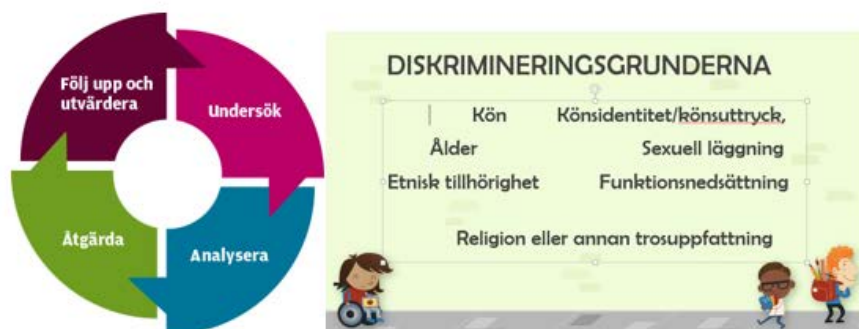 Följ upp och
utvärdera
Undersök
Åtgärda
Analysera
DISKRIMINERINGSGRUNDERNA
Kön Könsidentitet/könsuttryck,
Ålder Sexuell läggning
Etnisk tillhörighet Funktionsnedsättning
Religion eller annan trosuppfattning